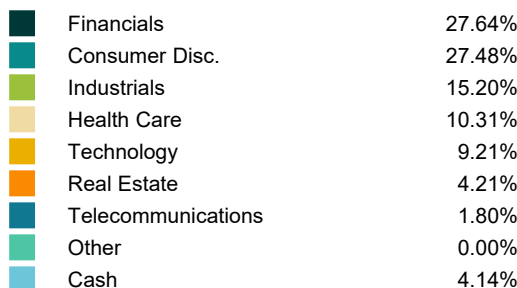 Financials 27.64%
Consumer Disc. 27.48%
Industrials 15.20%
Health Care 10.31%
Technology 9.21%
Real Estate 4.21%
Telecommunications 1.80%
Other 0.00%
Cash 4.14%